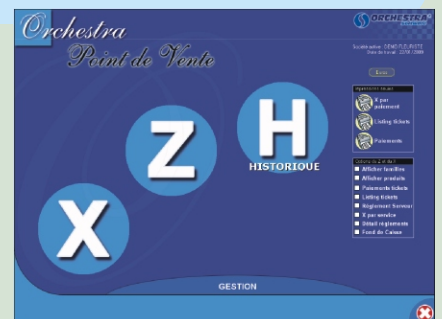 Orchestra
Point de Vente
ORCHESTRA
X
Z
H
HISTORIQUE
X par
paiement
Listing tickets
Paiements
Afficher familles
Afficher produits
Paiements tickets
Listing tickets
Règlement Serveur
X par service
Détail règlements
Fond de Caisse
GESTION